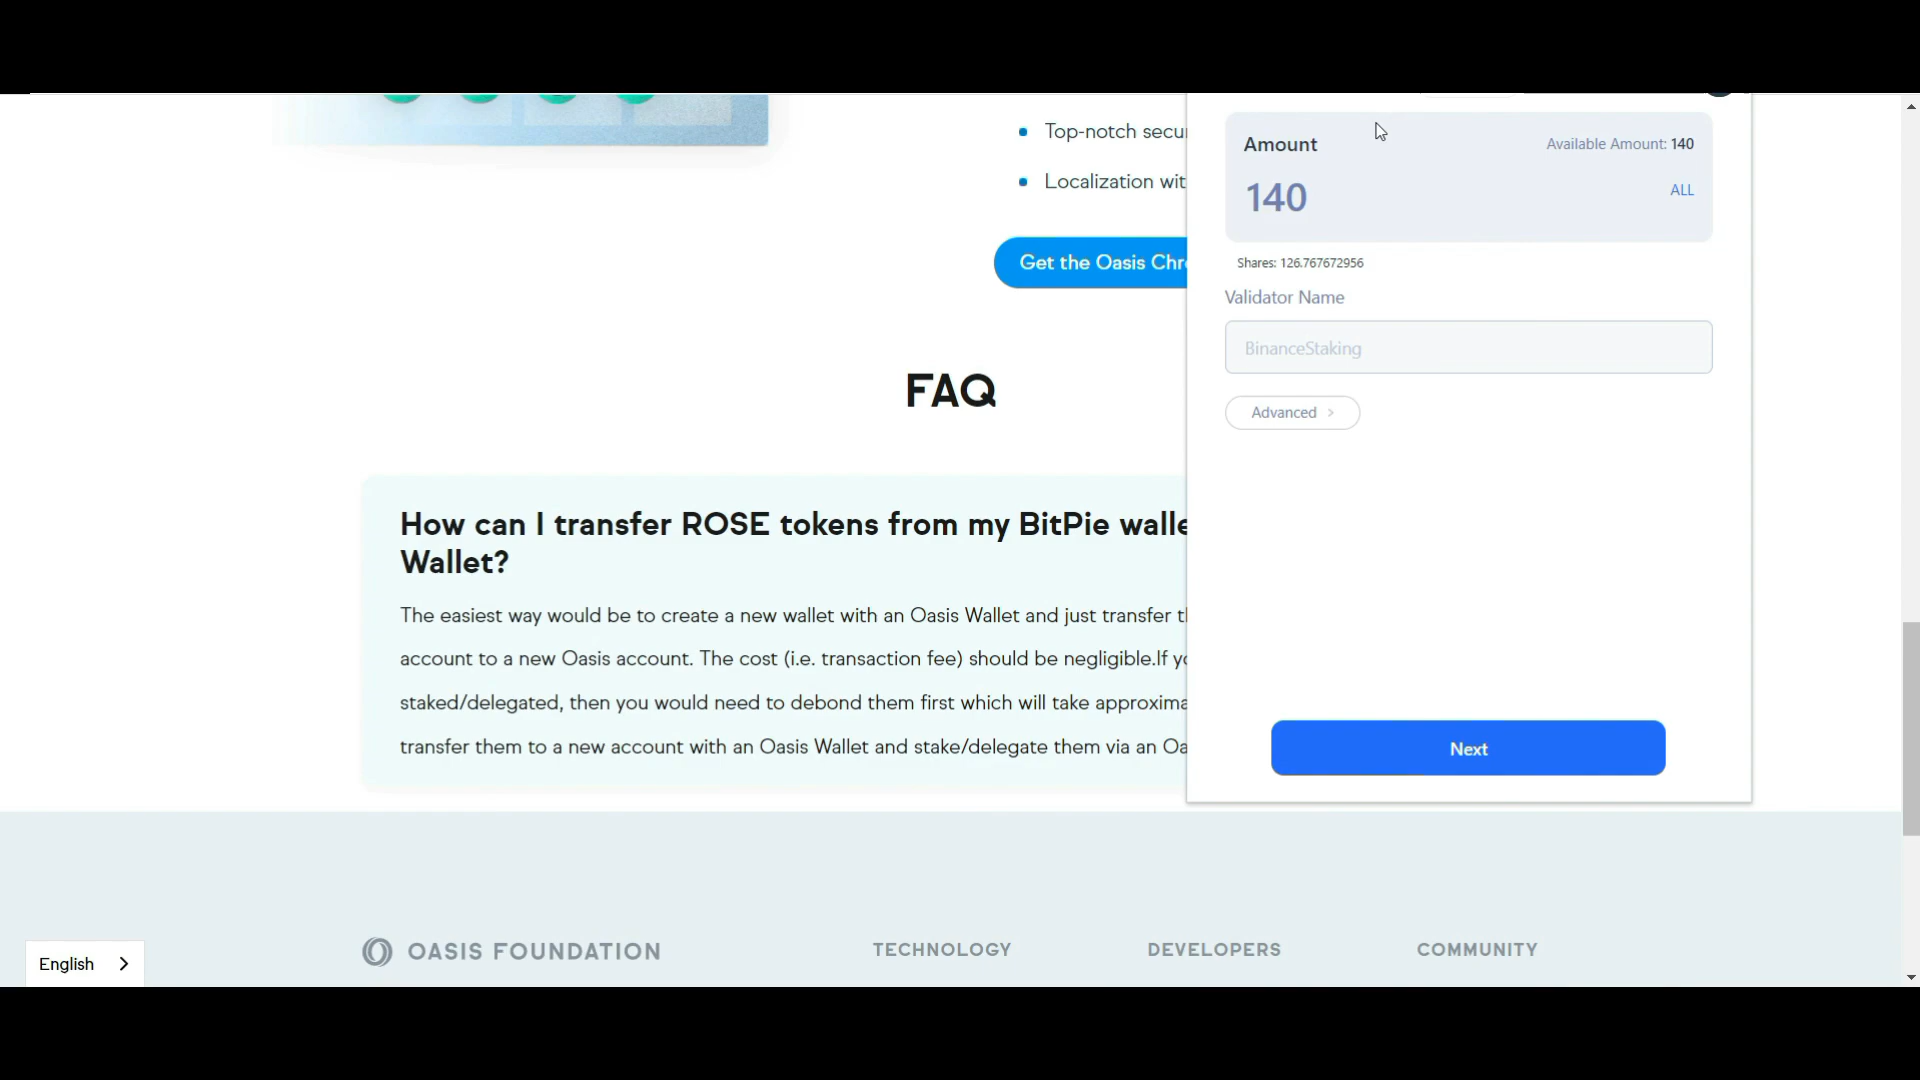 Top-notch secu
Localization wit
Get the Oasis Chr
FAQ
How can I transfer ROSE tokens from my BitPie walle
Wallet?
The easiest way would be to create a new wallet with an Oasis Wallet and just transfer t
account to a new Oasis account. The cost (i.e. transaction fee) should be negligible.If y
staked/delegated, then you would need to debond them first which will take approxima
transfer them to a new account with an Oasis Wallet and stake/delegate them via an Oa
Amount
Available Amount: 140
140
ALL
Shares: 126.767672956
Validator Name
BinanceStaking
Advanced >
Next
OASIS FOUNDATION
TECHNOLOGY
DEVELOPERS
COMMUNITY
English >